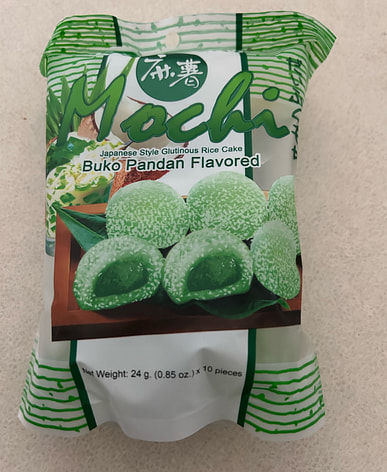 麻薯
Mochi
Japanese Style Glutinous Rice Cake
Buko Pandan Flavored
Net Weight: 24 g. (0.85 oz.) x 10 pieces